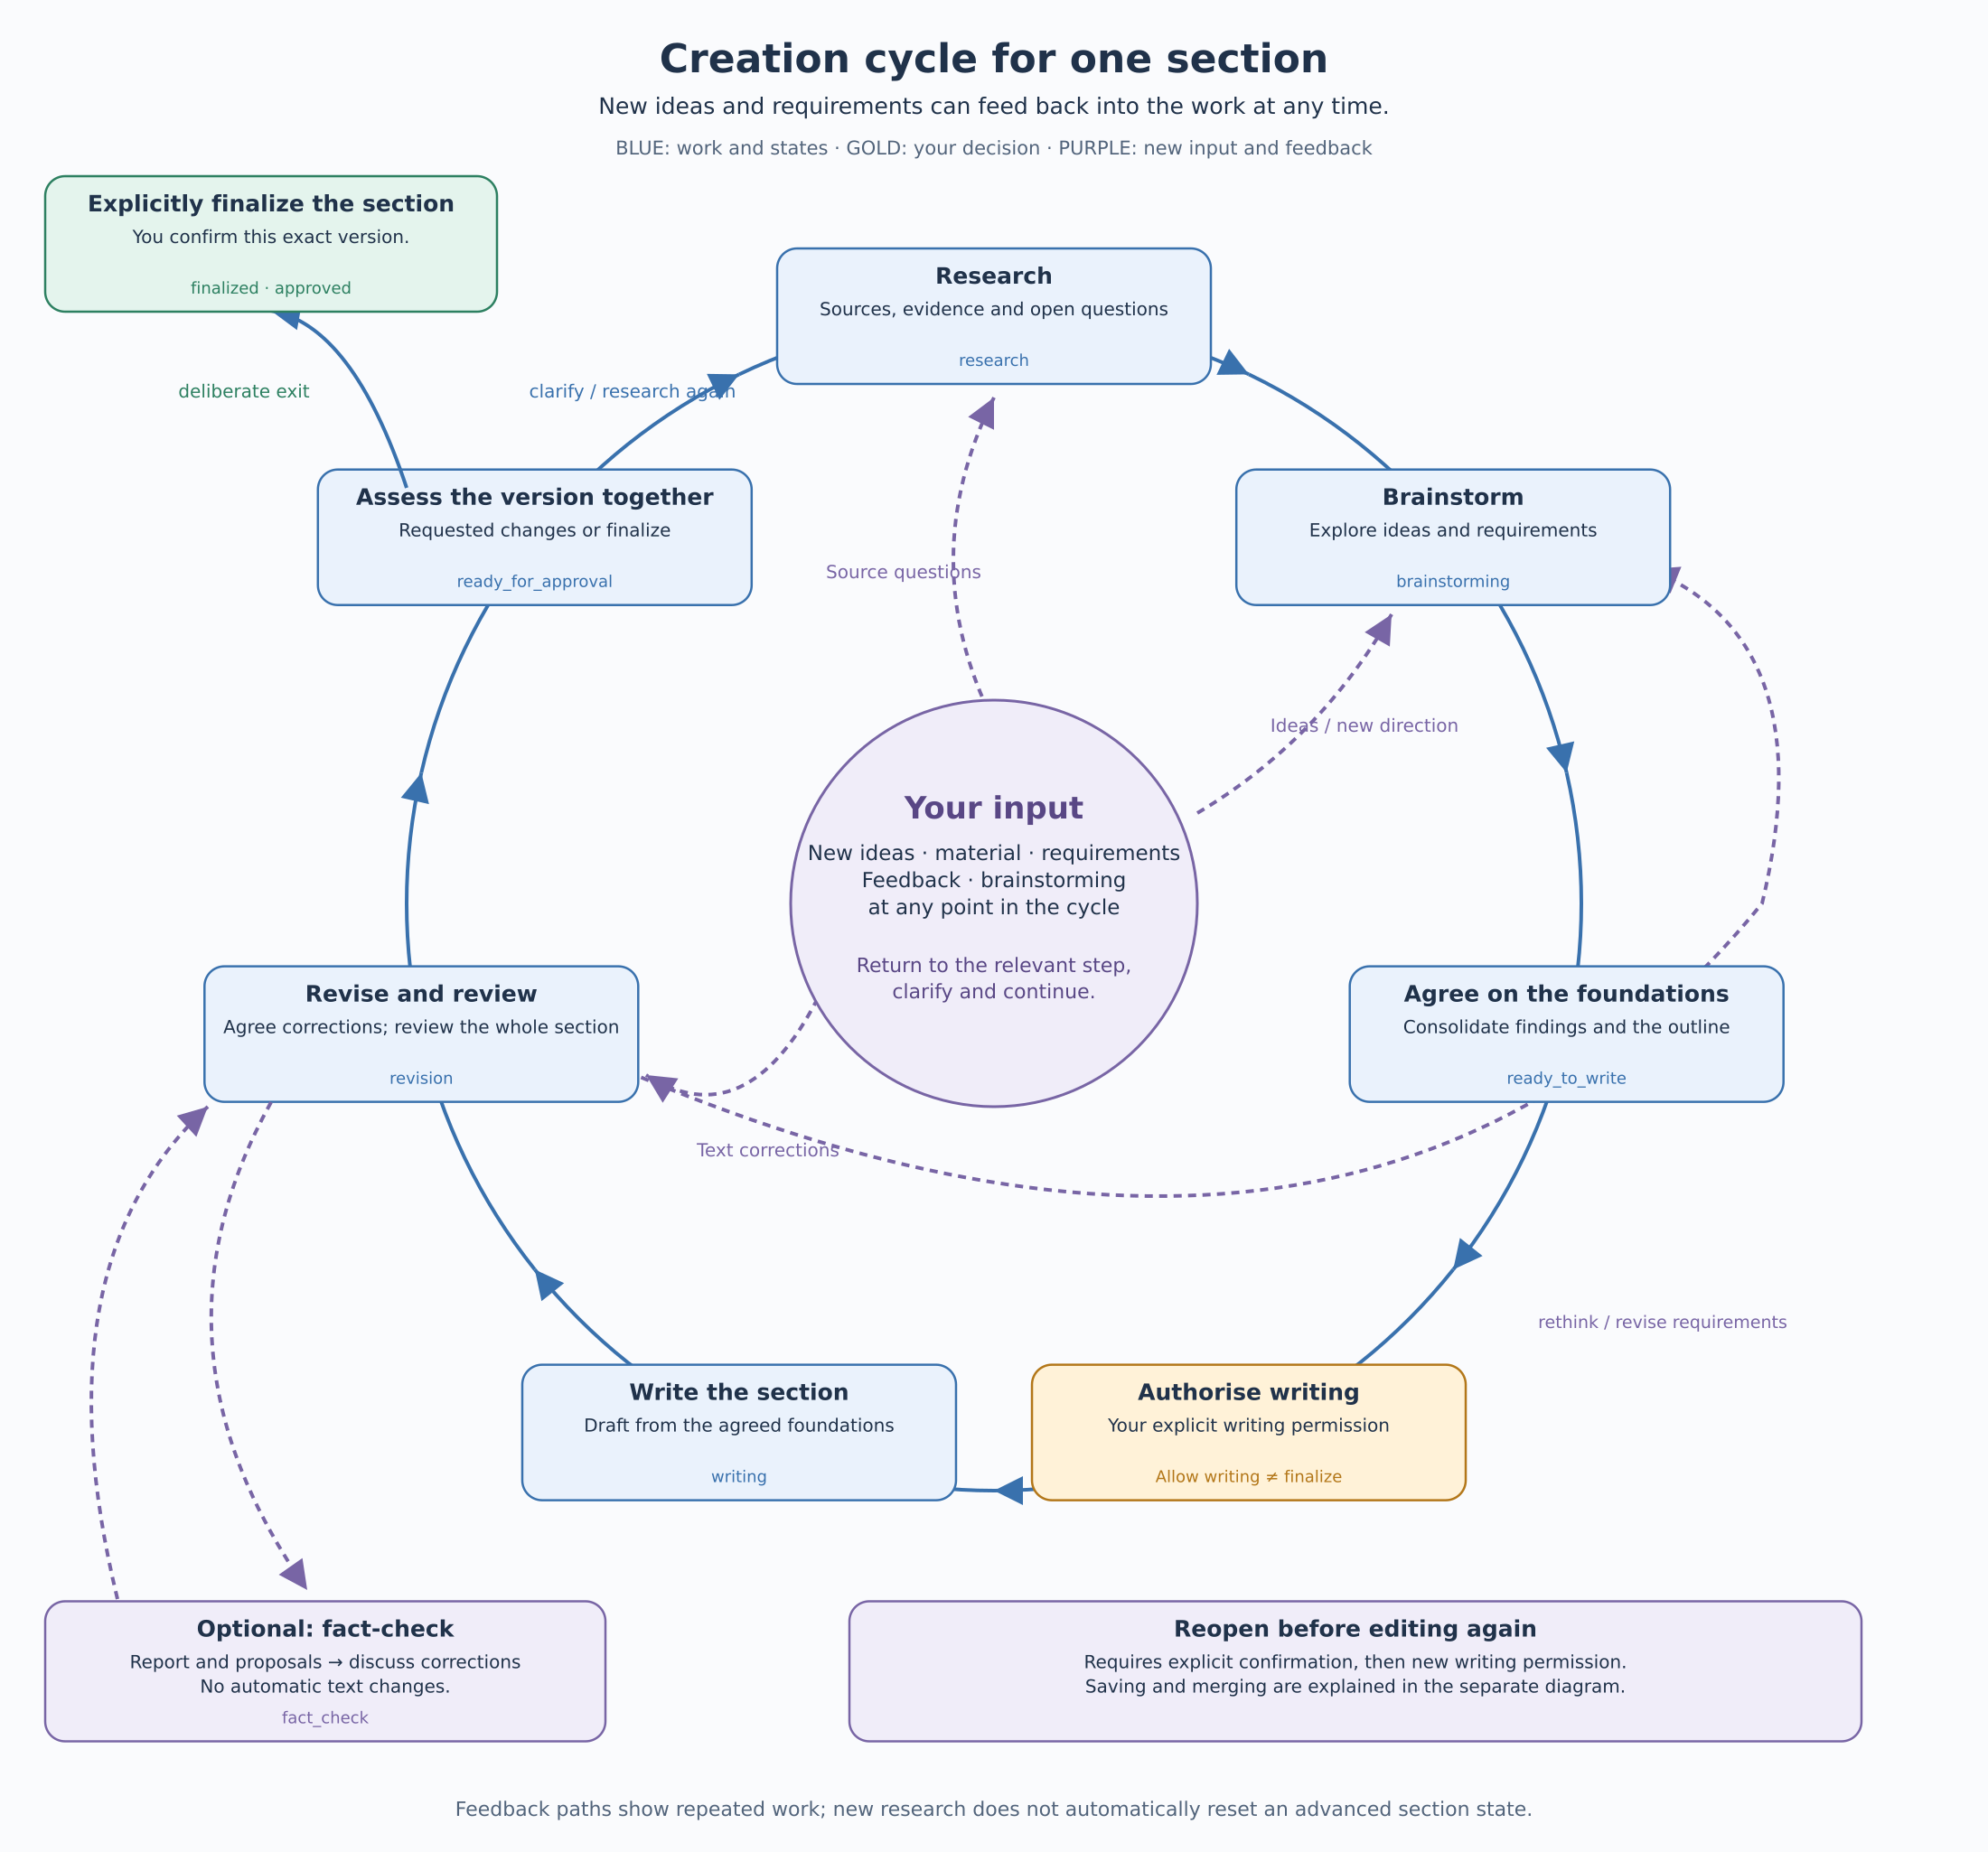 Creation cycle for one section
New ideas and requirements can feed back into the work at any time.
BLUE: work and states · GOLD: your decision · PURPLE: new input and feedback
Explicitly finalize the section
You confirm this exact version.
finalized · approved
deliberate exit
clarify / research again
Research
Sources, evidence and open questions
research
Assess the version together
Requested changes or finalize
ready_for_approval
Brainstorm
Explore ideas and requirements
brainstorming
Source questions
Ideas / new direction
Your input
New ideas · material · requirements
Feedback · brainstorming
at any point in the cycle
Return to the relevant step,
clarify and continue.
Revise and review
Agree corrections; review the whole section
revision
Agree on the foundations
Consolidate findings and the outline
ready_to_write
Text corrections
rethink / revise requirements
Write the section
Draft from the agreed foundations
writing
Authorise writing
Your explicit writing permission
Allow writing ≠ finalize
Optional: fact-check
Report and proposals → discuss corrections
No automatic text changes.
fact_check
Reopen before editing again
Requires explicit confirmation, then new writing permission.
Saving and merging are explained in the separate diagram.
Feedback paths show repeated work; new research does not automatically reset an advanced section state.